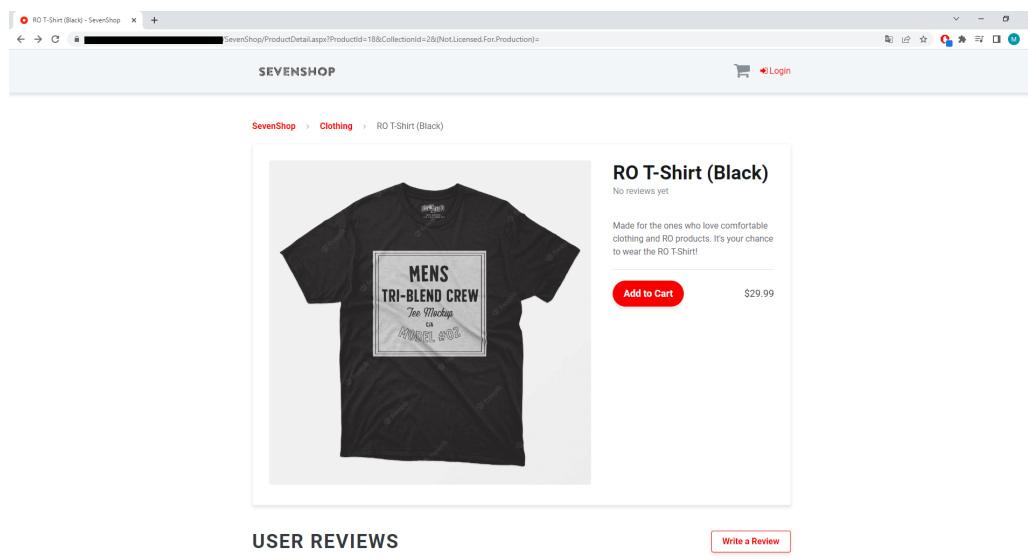 RO T-Shirt (Black) - SevenShop
/SevenShop/ProductDetail.aspx?ProductId=18&CollectionId=2&(Not.Licensed.For.Production)=
M
SEVENSHOP
Login
SevenShop › Clothing › RO T-Shirt (Black)
RO T-Shirt (Black)
No reviews yet
Made for the ones who love comfortable
clothing and RO products. It's your chance
to wear the RO T-Shirt!
Add to Cart $29.99
MENS
TRI-BLEND CREW
Tee Mockup
MODEL #02
USER REVIEWS
Write a Review